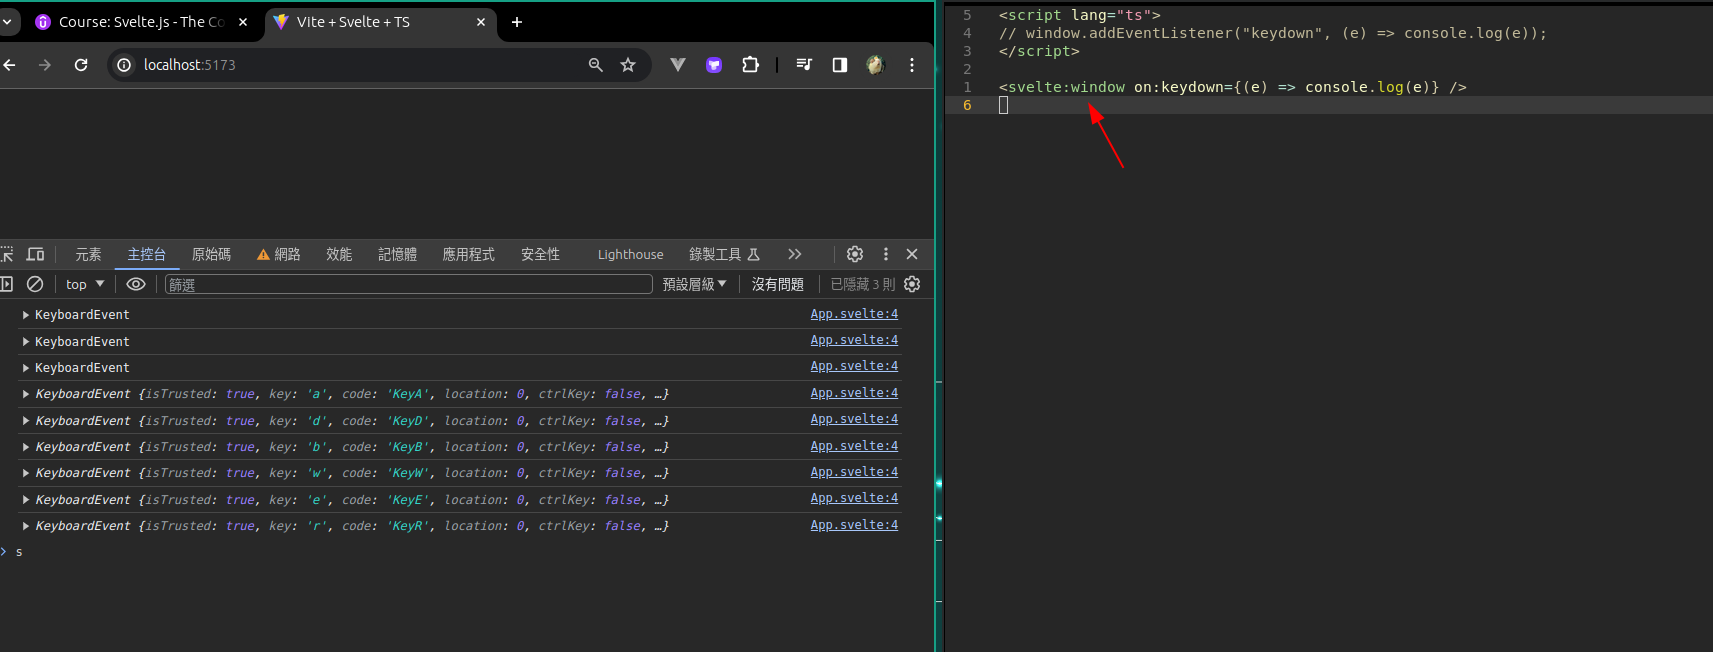 Course: Svelte.js - The Co
Vite + Svelte + TS
localhost:5173
元素 主控台 原始碼 網路 效能 記憶體 應用程式 安全性 Lighthouse 錄製工具
top 篩選 預設層級 沒有問題 已隱藏 3 則
KeyboardEvent App.svelte:4
KeyboardEvent App.svelte:4
KeyboardEvent App.svelte:4
KeyboardEvent {isTrusted: true, key: 'a', code: 'KeyA', location: 0, ctrlKey: false, …} App.svelte:4
KeyboardEvent {isTrusted: true, key: 'd', code: 'KeyD', location: 0, ctrlKey: false, …} App.svelte:4
KeyboardEvent {isTrusted: true, key: 'b', code: 'KeyB', location: 0, ctrlKey: false, …} App.svelte:4
KeyboardEvent {isTrusted: true, key: 'w', code: 'KeyW', location: 0, ctrlKey: false, …} App.svelte:4
KeyboardEvent {isTrusted: true, key: 'e', code: 'KeyE', location: 0, ctrlKey: false, …} App.svelte:4
KeyboardEvent {isTrusted: true, key: 'r', code: 'KeyR', location: 0, ctrlKey: false, …} App.svelte:4
> s
5 <script lang="ts">
4 // window.addEventListener("keydown", (e) => console.log(e));
3 </script>
2
1 <svelte:window on:keydown={(e) => console.log(e)} />
6